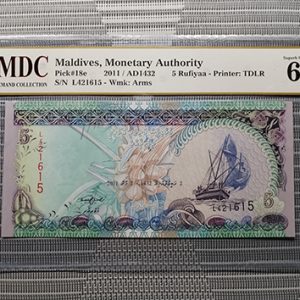 MDC
Maldives, Monetary Authority
Superb
6
Pick#18e 2011 / AD1432 5 Rufiyaa - Printer: TDLR
S/N L421615 - Wmk: Arms
5
L421615
5
L421615